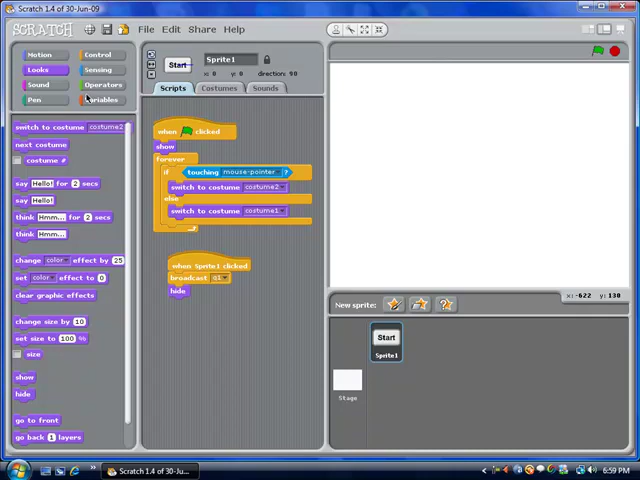 Scratch 1.4 of 30-Jun-09
SCRATCH
File Edit Share Help
Motion
Control
Looks
Sensing
Sound
Operators
Pen
Variables
switch to costume costume2
next costume
costume #
say Hello! for 2 secs
say Hello!
think Hmm... for 2 secs
think Hmm...
change color effect by 25
set color effect to 0
clear graphic effects
change size by 10
set size to 100 %
size
show
hide
go to front
go back 1 layers
Start
Sprite1
x: 0 y: 0 direction: 90
Scripts
Costumes
Sounds
when clicked
show
forever
if touching mouse-pointer ?
switch to costume costume2
else
switch to costume costume1
when Sprite1 clicked
broadcast q1
hide
x: -622 y: 130
New sprite:
Start
Sprite1
Stage
Scratch 1.4 of 30-Jun-09
6:59 PM